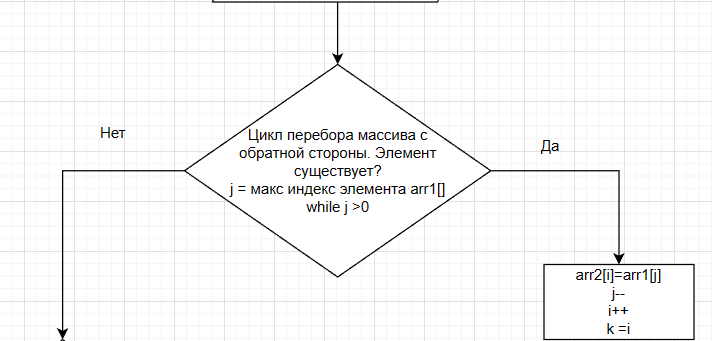 Нет
Цикл перебора массива с
обратной стороны. Элемент
существует?
j = макс индекс элемента arr1[]
while j >0
Да
arr2[i]=arr1[j]
j--
i++
k =i